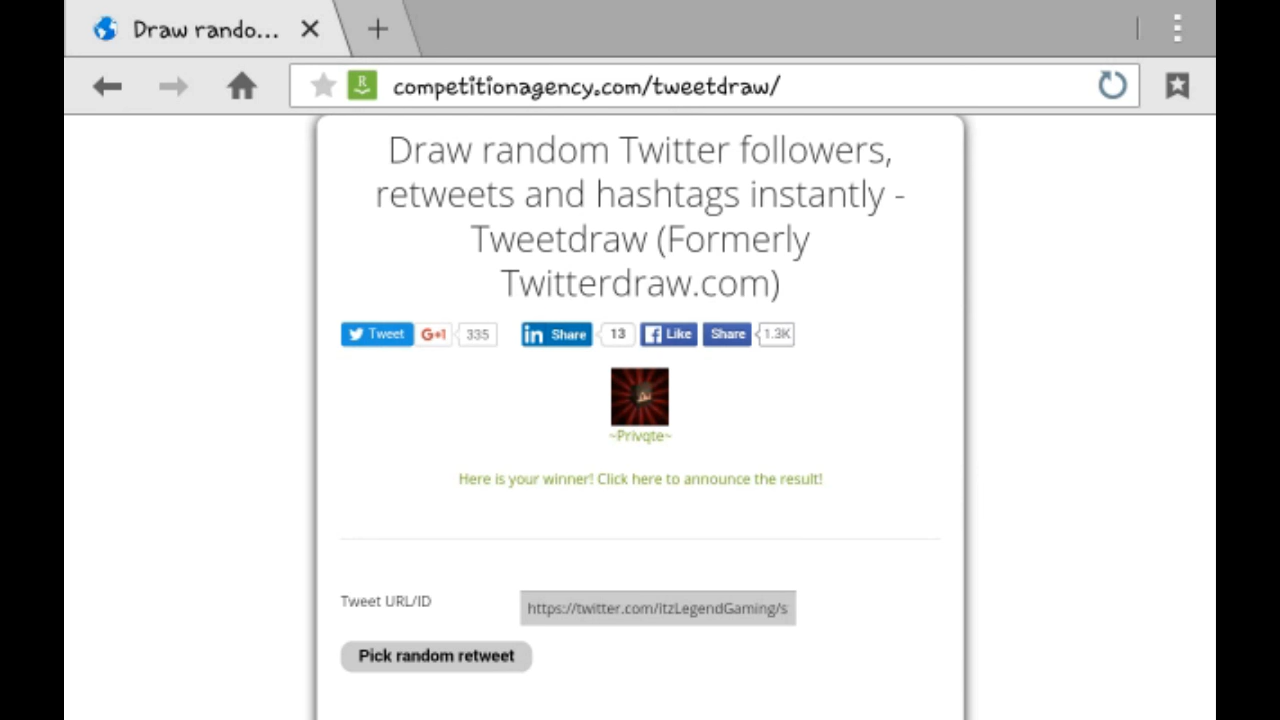 Draw rando...
competitionagency.com/tweetdraw/
Draw random Twitter followers,
retweets and hashtags instantly -
Tweetdraw (Formerly
Twitterdraw.com)
Tweet G+1 335 in Share 13 Like Share 1.3K
~Privqte~
Here is your winner! Click here to announce the result!
Tweet URL/ID https://twitter.com/itzLegendGaming/s
Pick random retweet